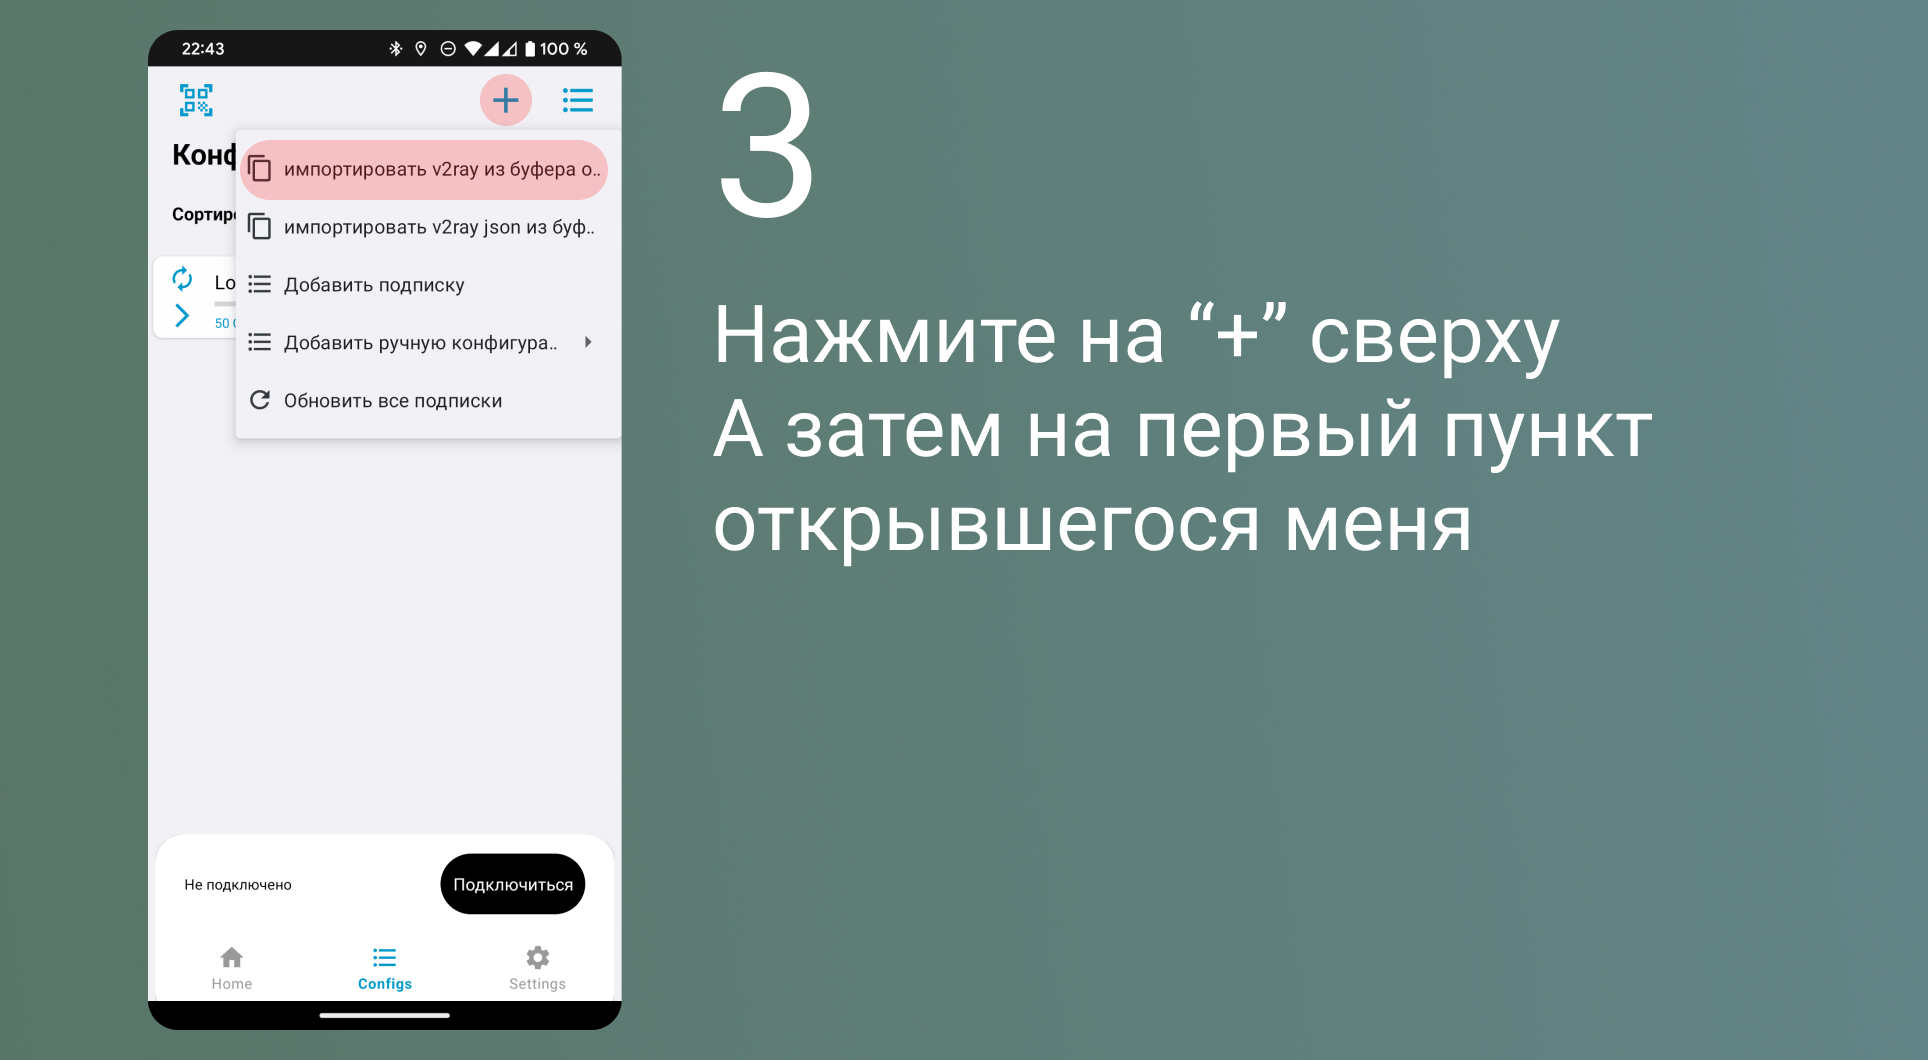 22:43
100 %
Конф
импортировать v2ray из буфера о..
Сортиро
импортировать v2ray json из буф..
Lo
Добавить подписку
50
Добавить ручную конфигура..
Обновить все подписки
Не подключено
Подключиться
Home
Configs
Settings
3
Нажмите на “+” сверху
А затем на первый пункт
открывшегося меня